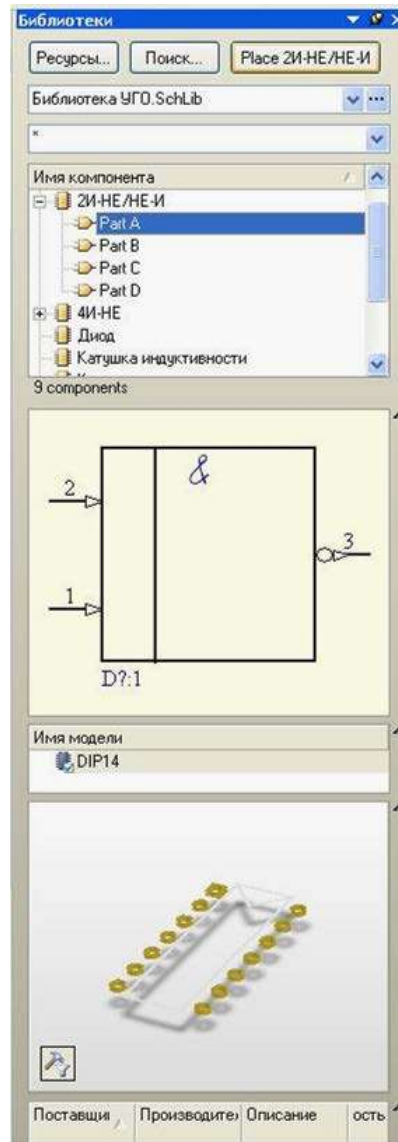 Библиотеки
Ресурсы... Поиск... Place 2И-НЕ/НЕ-И
Библиотека УГО.SchLib
*
Имя компонента
2И-НЕ/НЕ-И
Part A
Part B
Part C
Part D
4И-НЕ
Диод
Катушка индуктивности
9 components
&
2
3
1
D?:1
Имя модели
DIP14
Поставщи Производите Описание ость